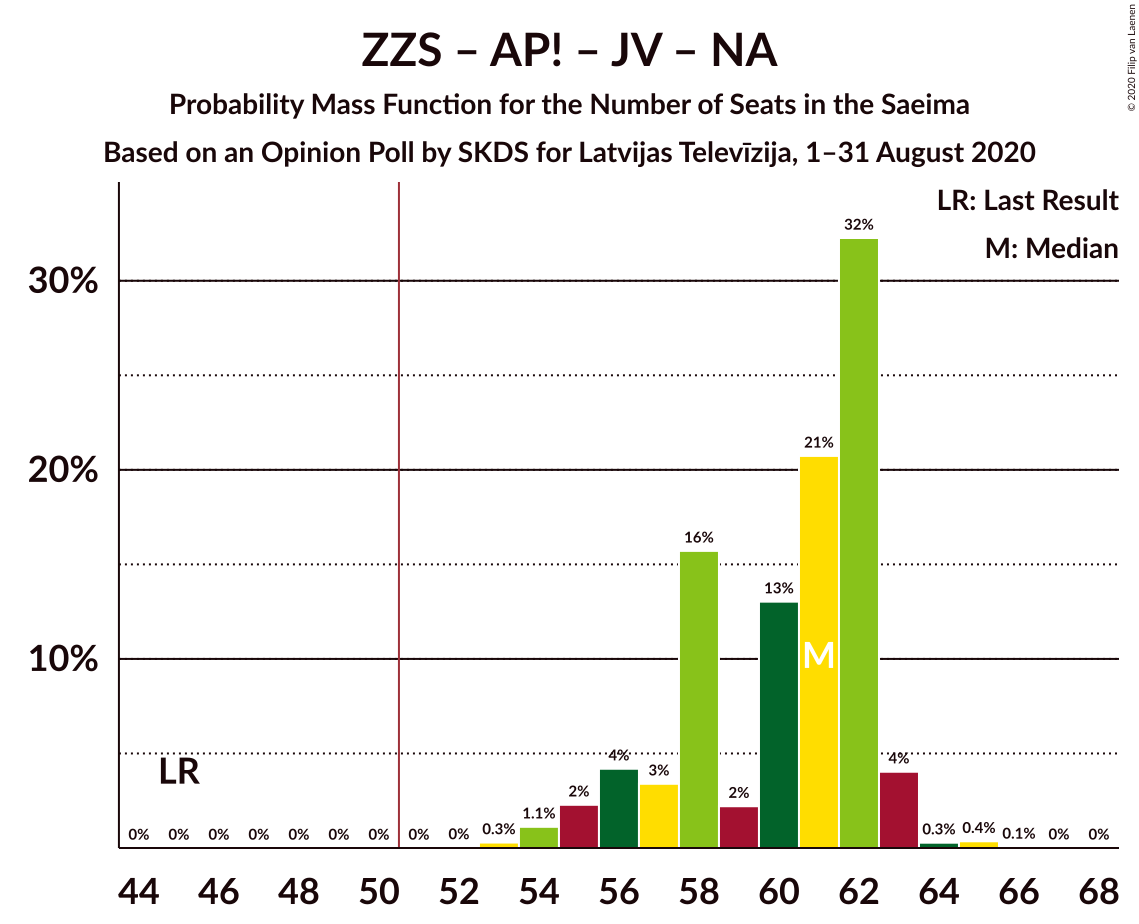 ZZS – AP! – JV – NA
Probability Mass Function for the Number of Seats in the Saeima
Based on an Opinion Poll by SKDS for Latvijas Televīzija, 1–31 August 2020
© 2020 Filip van Laenen
LR: Last Result
M: Median
30%
20%
10%
32%
21%
16%
13%
M
LR
0% 0% 0% 0% 0% 0% 0% 0% 0% 0.3% 1.1% 2% 4% 3% 2% 4% 0.3% 0.4% 0.1% 0% 0%
44 46 48 50 52 54 56 58 60 62 64 66 68